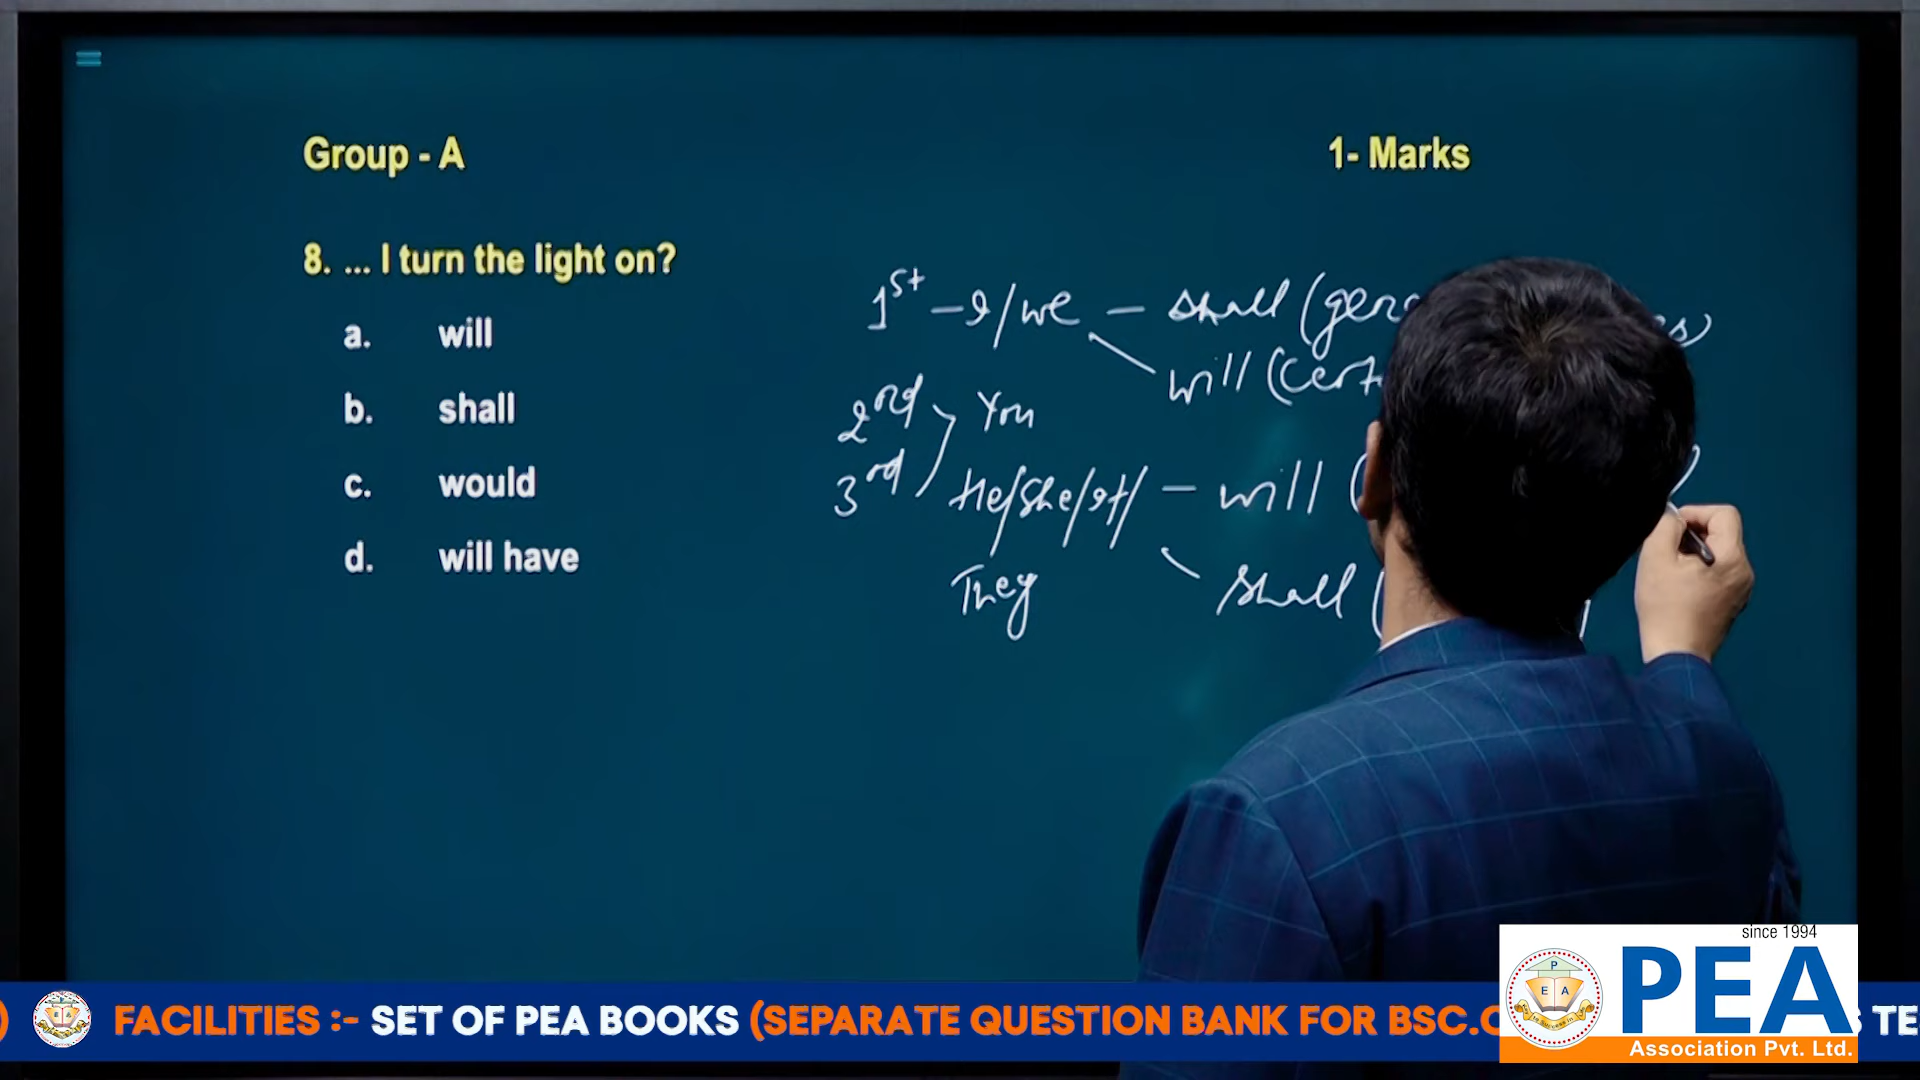 Group - A
1- Marks
8. ... I turn the light on?
a. will
b. shall
c. would
d. will have
1st - I/we - shall (gen
will (Cert
2nd You
3rd He/She/It/ - will (
They
shall (
since 1994
PEA
Association Pvt. Ltd.
P
E A
FACILITIES :- SET OF PEA BOOKS (SEPARATE QUESTION BANK FOR BSC.